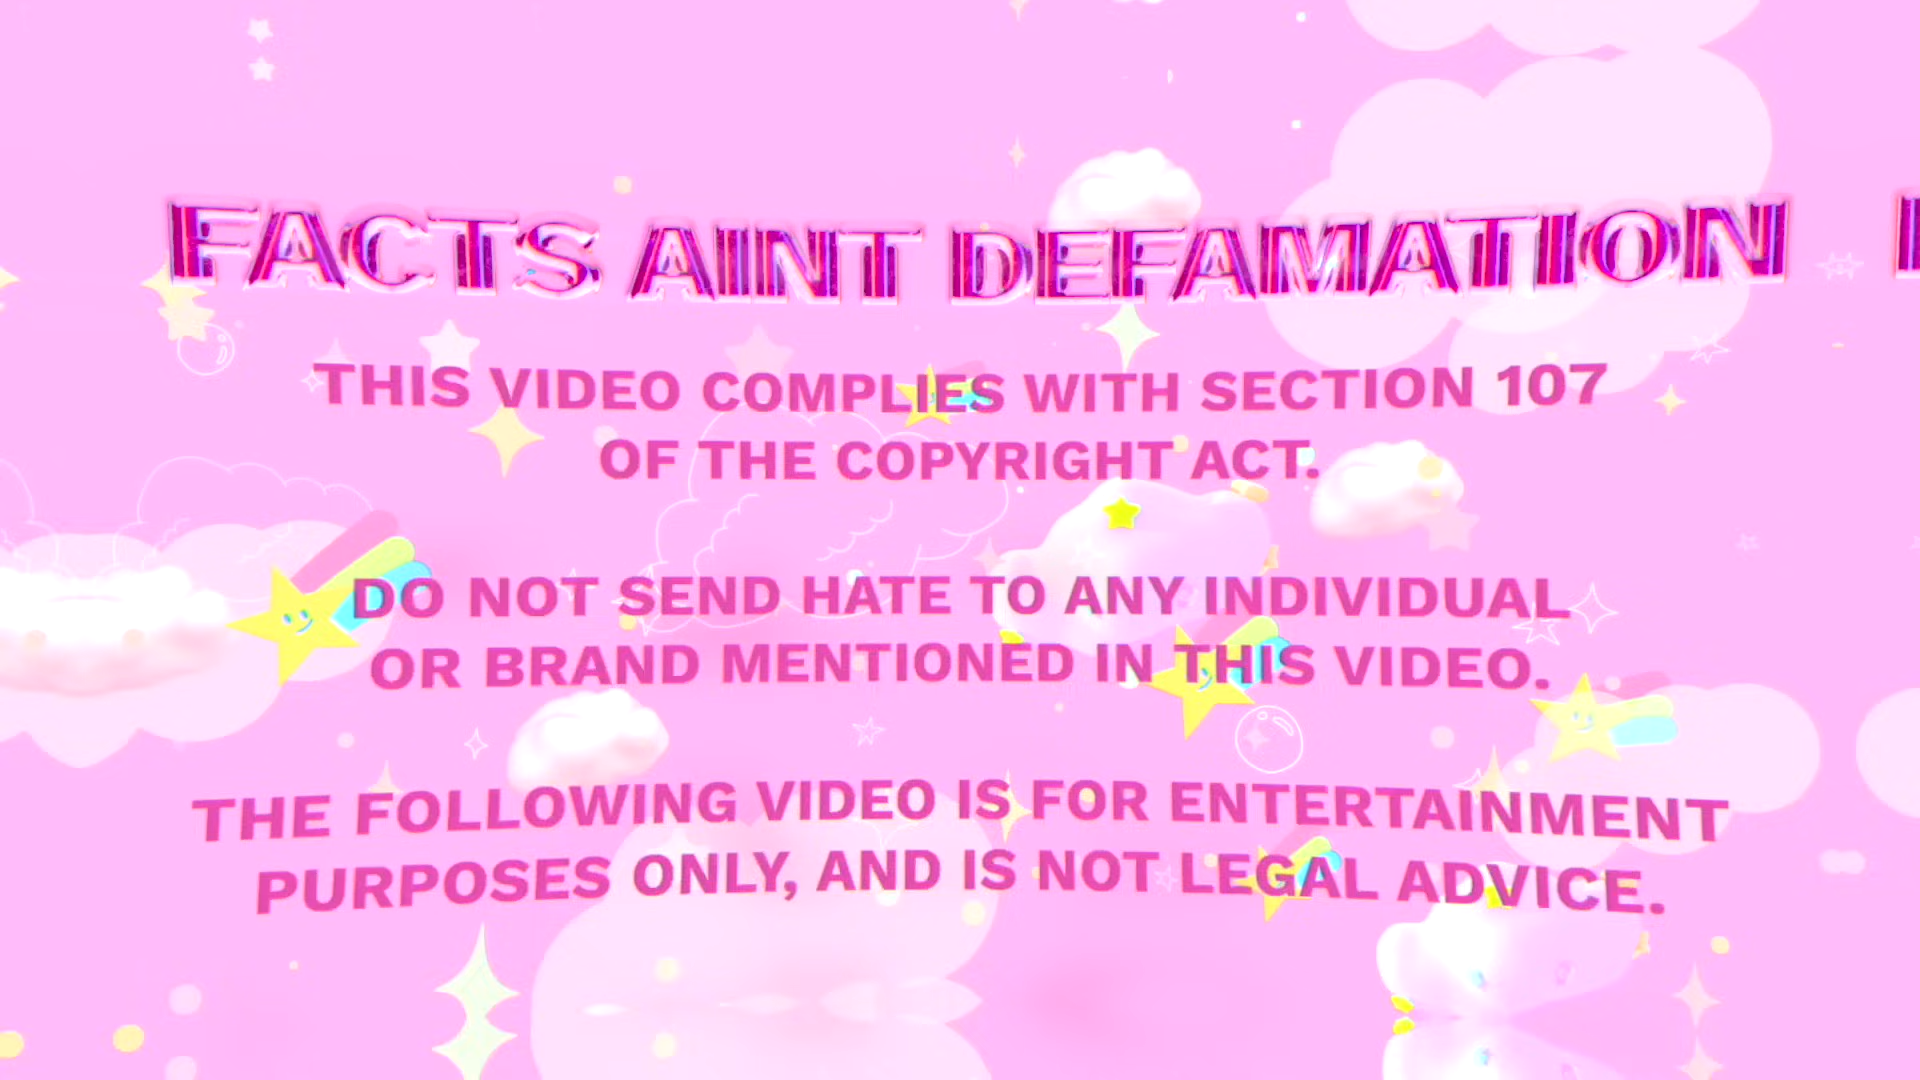 FACTS AINT DEFAMATION
THIS VIDEO COMPLIES WITH SECTION 107
OF THE COPYRIGHT ACT.
DO NOT SEND HATE TO ANY INDIVIDUAL
OR BRAND MENTIONED IN THIS VIDEO.
THE FOLLOWING VIDEO IS FOR ENTERTAINMENT
PURPOSES ONLY, AND IS NOT LEGAL ADVICE.